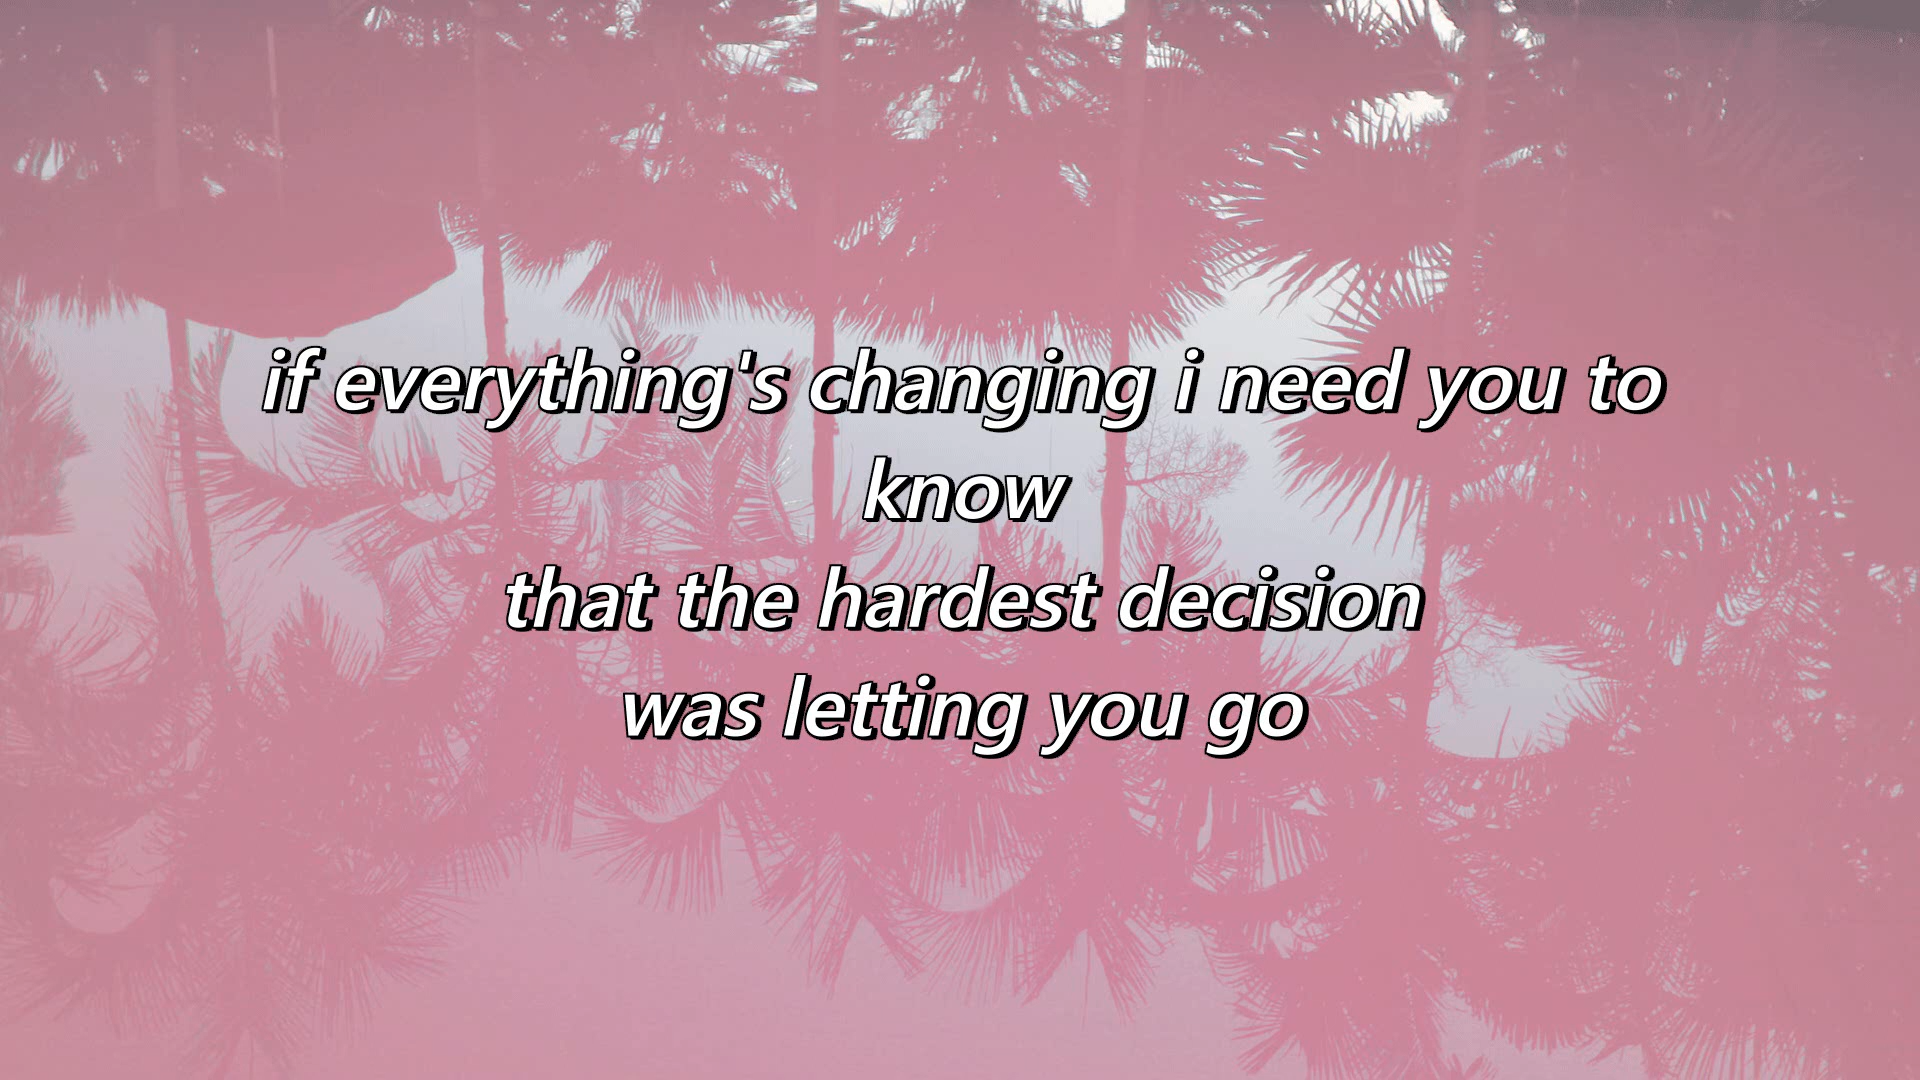 if everything's changing i need you to
know
that the hardest decision
was letting you go